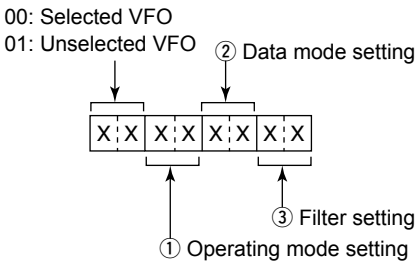 00: Selected VFO
01: Unselected VFO
② Data mode setting
X X X X X X X X
③ Filter setting
① Operating mode setting